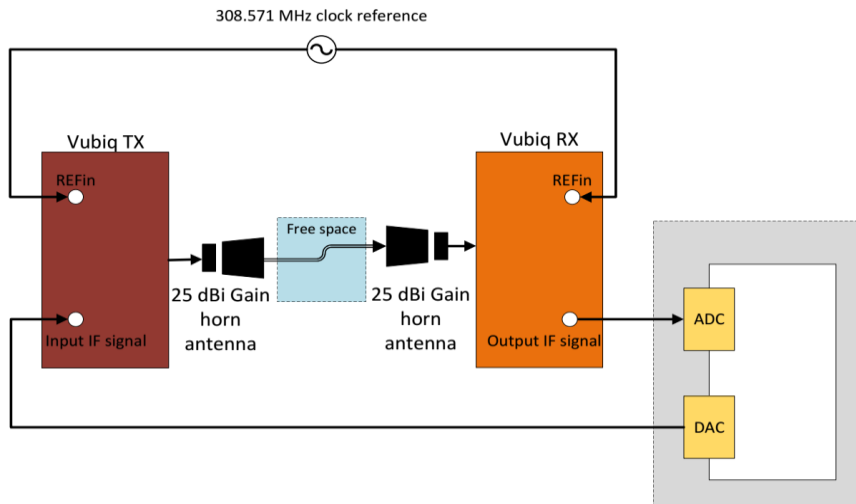 308.571 MHz clock reference
Vubiq TX
Vubiq RX
REFin
REFin
Free space
25 dBi Gain
horn
antenna
25 dBi Gain
horn
antenna
Input IF signal
Output IF signal
ADC
DAC